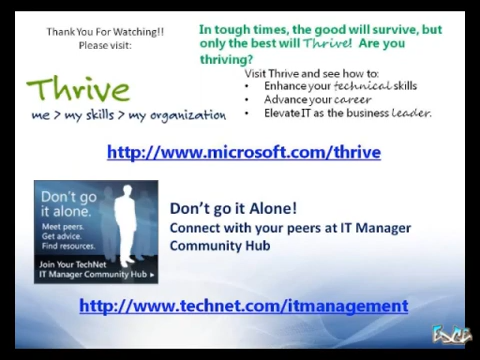 Thank You For Watching!!
Please visit:
In tough times, the good will survive, but
only the best will Thrive! Are you
thriving?
Thrive
me > my skills > my organization
Visit Thrive and see how to:
• Enhance your technical skills
• Advance your career
• Elevate IT as the business leader.
http://www.microsoft.com/thrive
Don't go
it alone.
Meet peers.
Get advice.
Find resources.
Join Your TechNet
IT Manager Community Hub ▸
Don't go it Alone!
Connect with your peers at IT Manager
Community Hub
http://www.technet.com/itmanagement